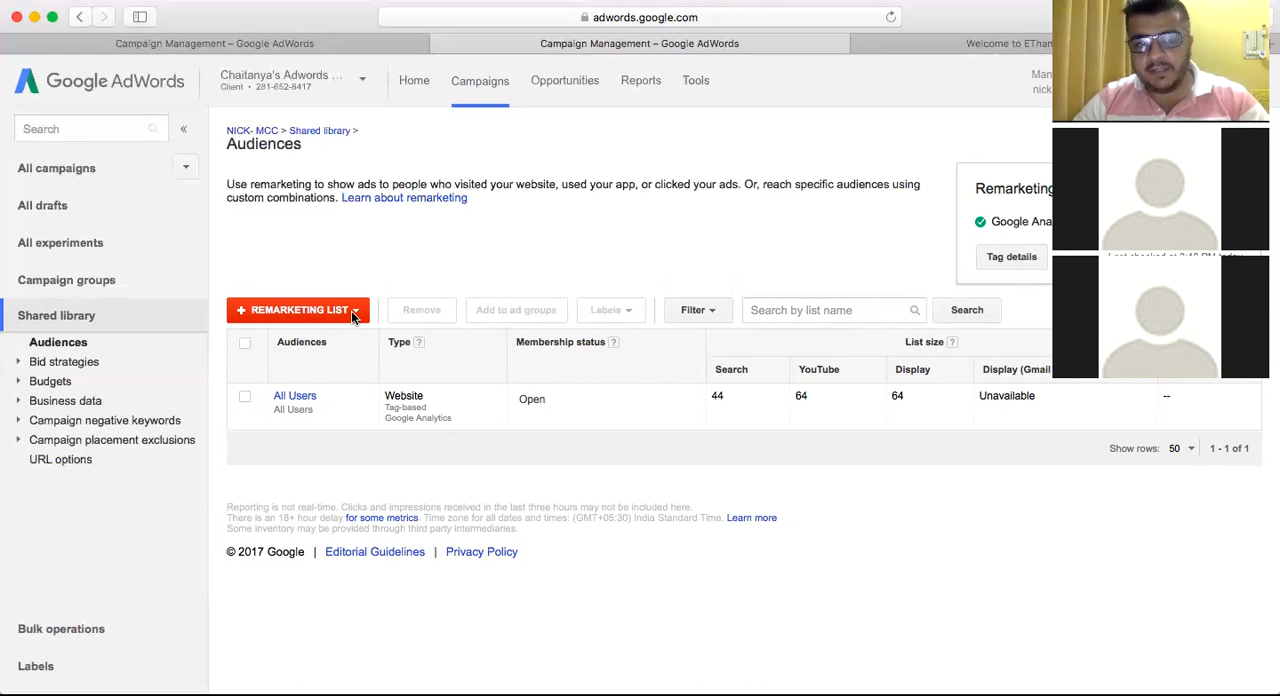 adwords.google.com
Campaign Management – Google AdWords
Campaign Management – Google AdWords
Welcome to EThan
Google AdWords
Chaitanya's Adwords ...
Client • 281-652-8417
Home
Campaigns
Opportunities
Reports
Tools
Man
nick
Search
«
All campaigns
All drafts
All experiments
Campaign groups
Shared library
Audiences
Bid strategies
Budgets
Business data
Campaign negative keywords
Campaign placement exclusions
URL options
Bulk operations
Labels
NICK- MCC > Shared library >
Audiences
Use remarketing to show ads to people who visited your website, used your app, or clicked your ads. Or, reach specific audiences using
custom combinations. Learn about remarketing
Remarketing
Google Ana
Tag details
+ REMARKETING LIST
Remove
Add to ad groups
Labels
Filter
Search by list name
Search
Audiences
Type ?
Membership status ?
List size ?
Search
YouTube
Display
Display (Gmail
All Users
All Users
Website
Tag-based
Google Analytics
Open
44
64
64
Unavailable
--
Show rows: 50
1 - 1 of 1
Reporting is not real-time. Clicks and impressions received in the last three hours may not be included here.
There is an 18+ hour delay for some metrics. Time zone for all dates and times: (GMT+05:30) India Standard Time. Learn more
Some inventory may be provided through third party intermediaries.
© 2017 Google | Editorial Guidelines | Privacy Policy